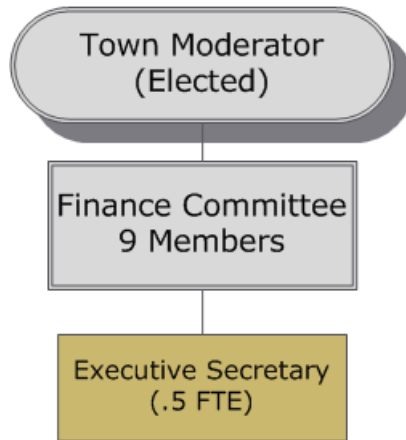 Town Moderator
(Elected)
Finance Committee
9 Members
Executive Secretary
(.5 FTE)